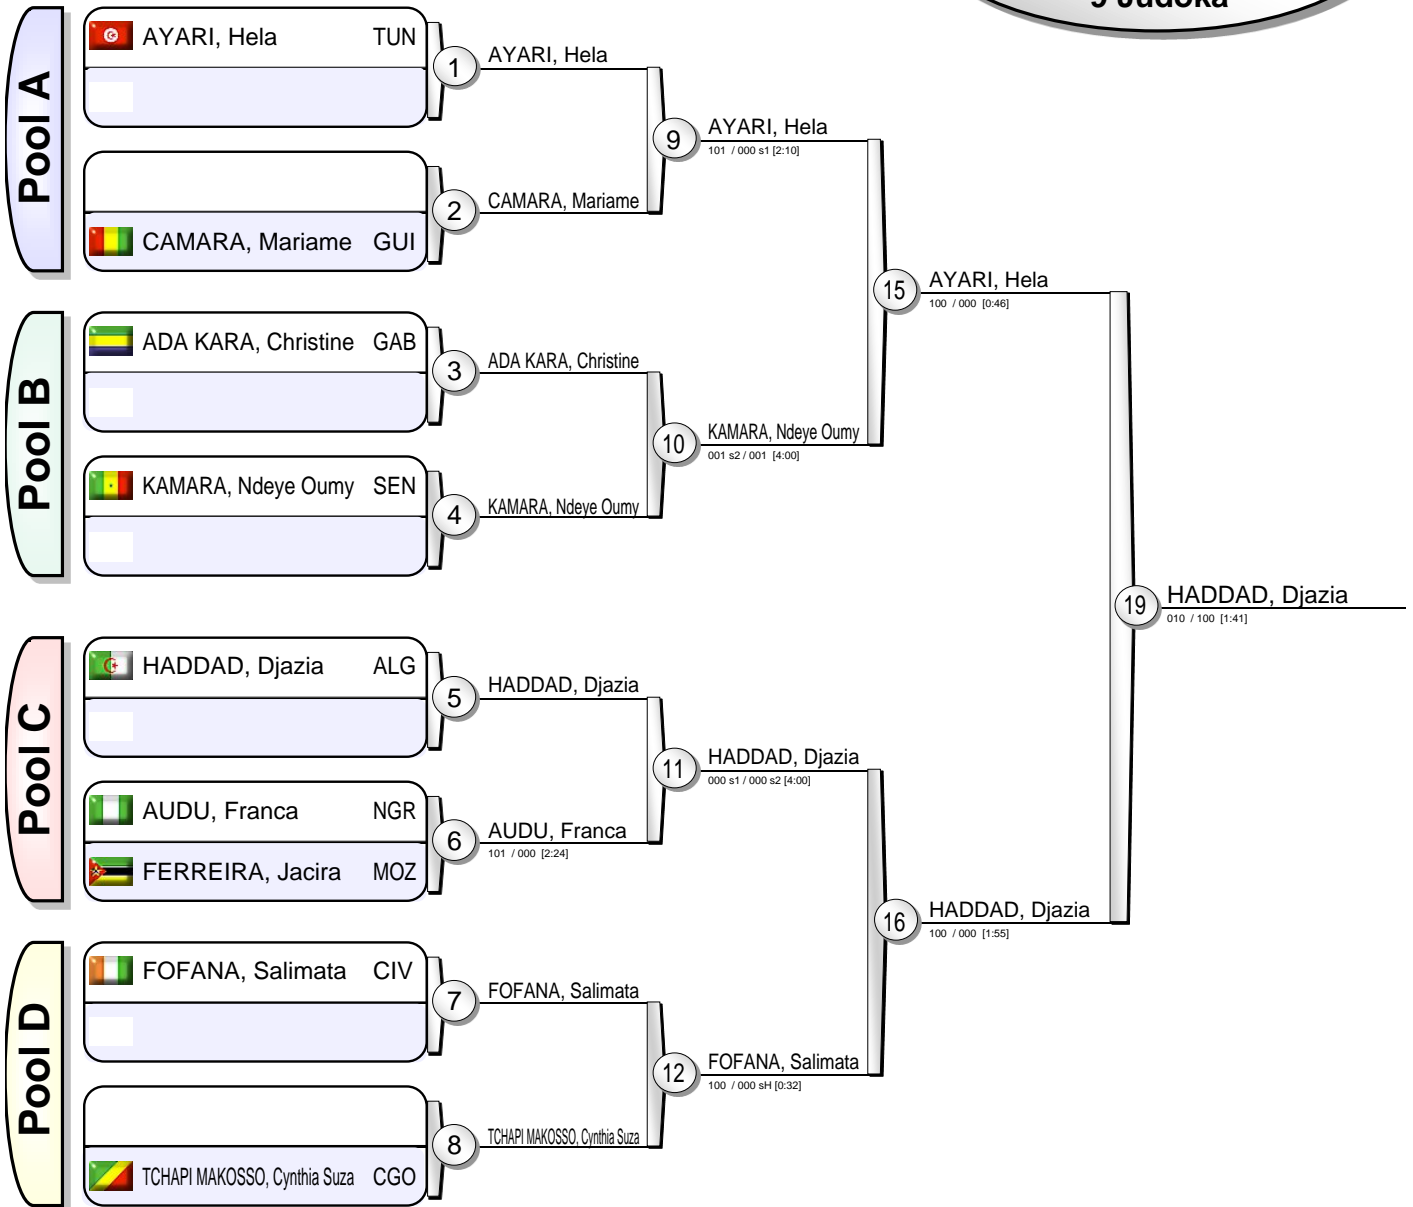 9 Judoka
Pool A
AYARI, Hela TUN
1
AYARI, Hela
2
CAMARA, Mariame GUI
CAMARA, Mariame
9
AYARI, Hela
101 / 000 s1 [2:10]
Pool B
ADA KARA, Christine GAB
3
ADA KARA, Christine
KAMARA, Ndeye Oumy SEN
4
KAMARA, Ndeye Oumy
10
KAMARA, Ndeye Oumy
001 s2 / 001 [4:00]
15
AYARI, Hela
100 / 000 [0:46]
Pool C
HADDAD, Djazia ALG
5
HADDAD, Djazia
AUDU, Franca NGR
FERREIRA, Jacira MOZ
6
AUDU, Franca
101 / 000 [2:24]
11
HADDAD, Djazia
000 s1 / 000 s2 [4:00]
Pool D
FOFANA, Salimata CIV
7
FOFANA, Salimata
TCHAPI MAKOSSO, Cynthia Suza CGO
8
TCHAPI MAKOSSO, Cynthia Suza
12
FOFANA, Salimata
100 / 000 sH [0:32]
16
HADDAD, Djazia
100 / 000 [1:55]
19
HADDAD, Djazia
010 / 100 [1:41]